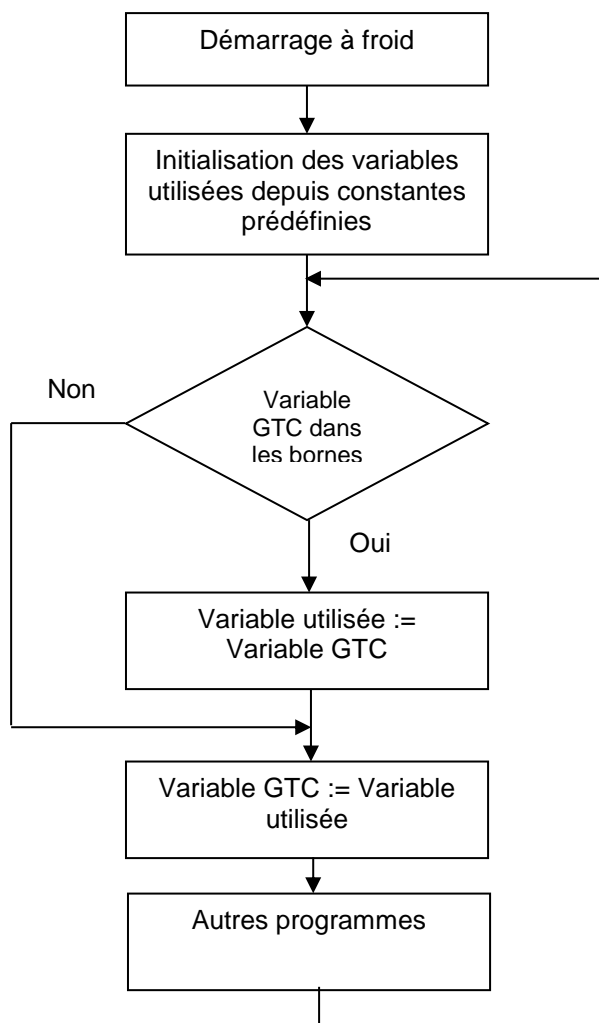 Démarrage à froid
Initialisation des variables
utilisées depuis constantes
prédéfinies
Non
Variable
GTC dans
les bornes
Oui
Variable utilisée :=
Variable GTC
Variable GTC := Variable
utilisée
Autres programmes